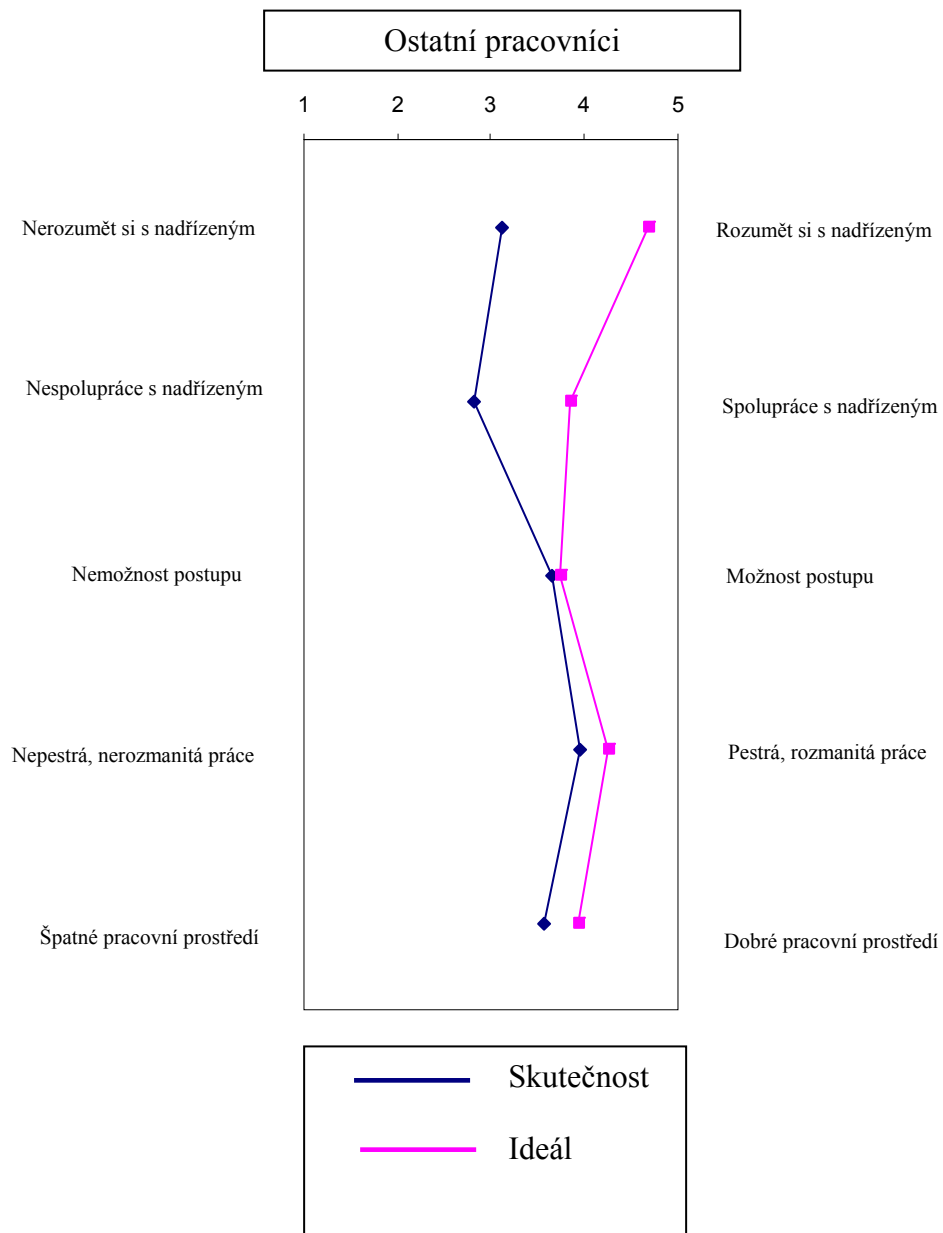 Ostatní pracovníci
1 2 3 4 5
Nerozumět si s nadřízeným
Rozumět si s nadřízeným
Nespolupráce s nadřízeným
Spolupráce s nadřízeným
Nemožnost postupu
Možnost postupu
Nepestrá, nerozmanitá práce
Pestrá, rozmanitá práce
Špatné pracovní prostředí
Dobré pracovní prostředí
Skutečnost
Ideál